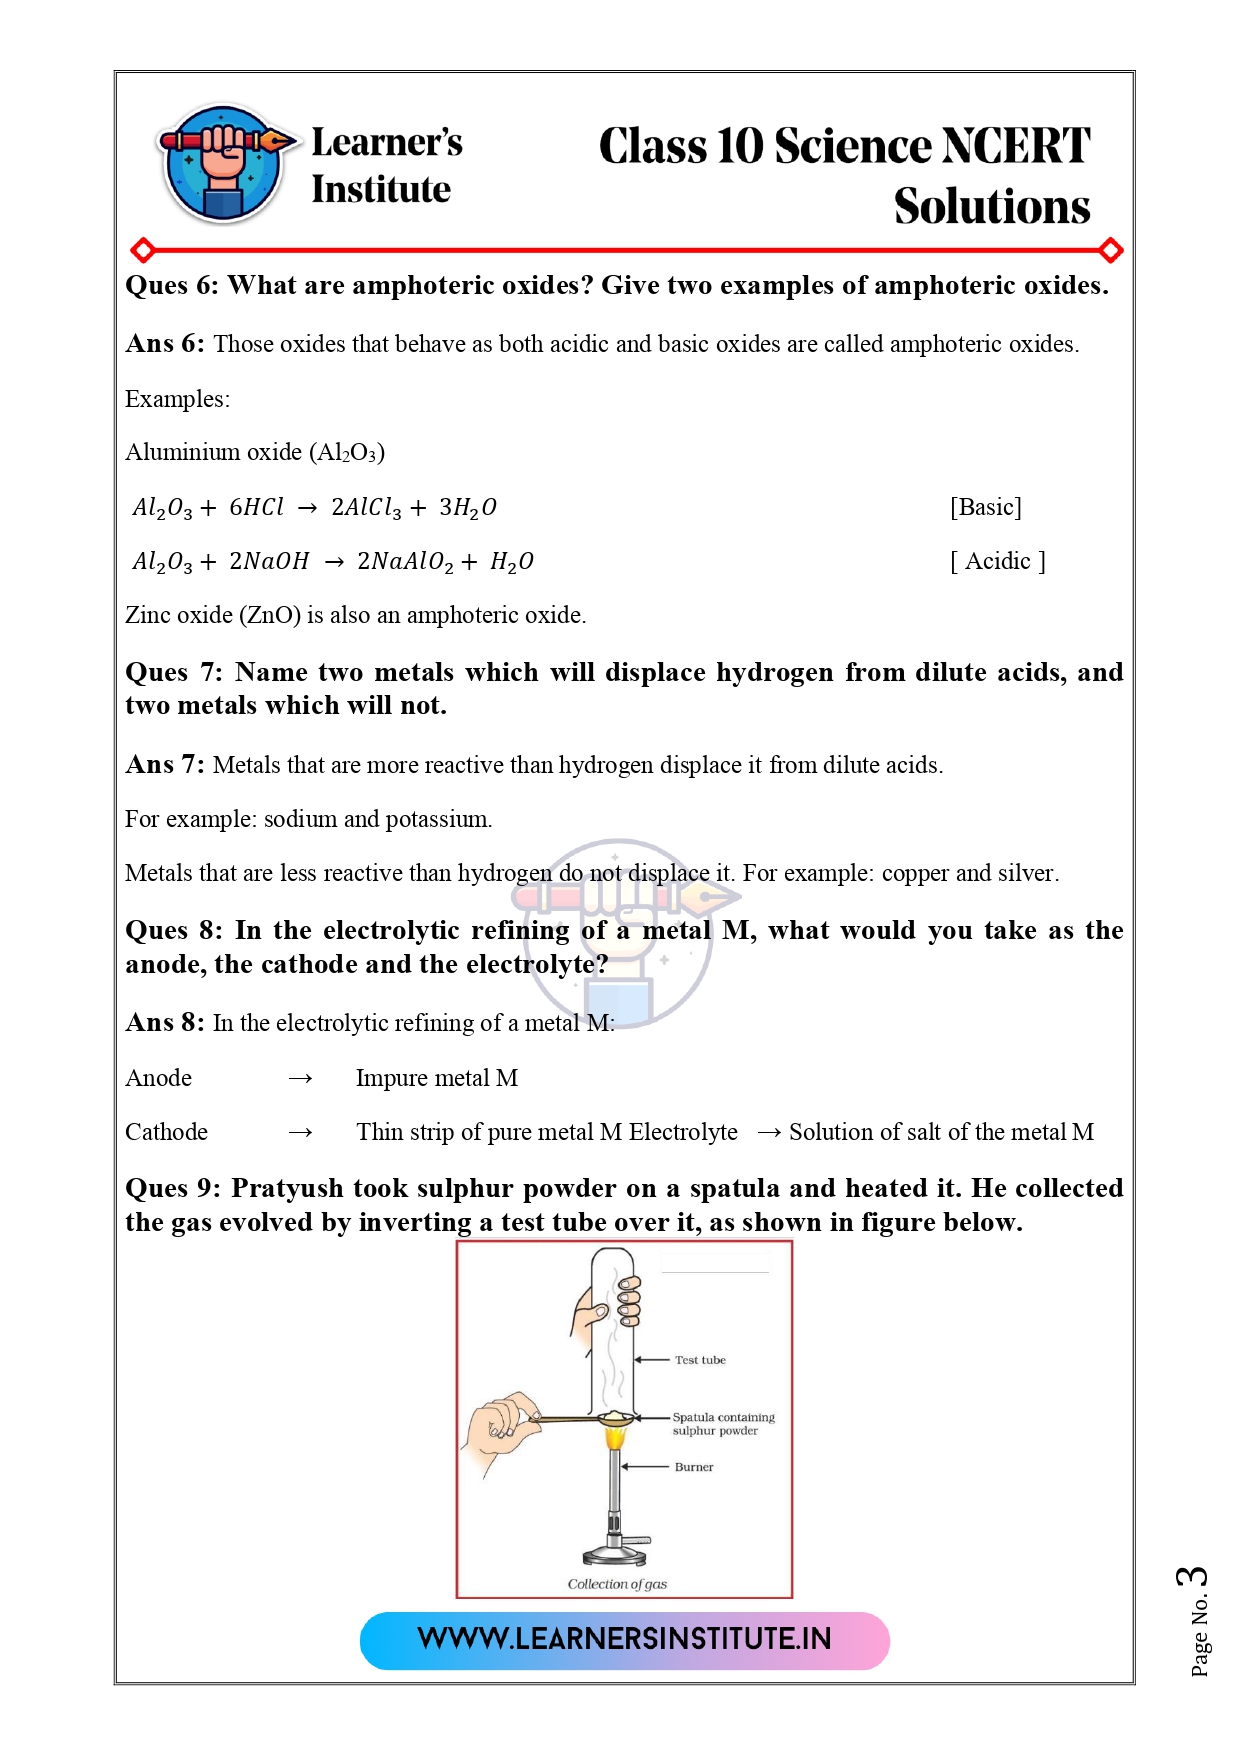 Learner's
Institute
Class 10 Science NCERT
Solutions
Ques 6: What are amphoteric oxides? Give two examples of amphoteric oxides.
Ans 6: Those oxides that behave as both acidic and basic oxides are called amphoteric oxides.
Examples:
Aluminium oxide (Al₂O₃)
Al₂O₃ + 6HCl → 2AlCl₃ + 3H₂O [Basic]
Al₂O₃ + 2NaOH → 2NaAlO₂ + H₂O [ Acidic ]
Zinc oxide (ZnO) is also an amphoteric oxide.
Ques 7: Name two metals which will displace hydrogen from dilute acids, and
two metals which will not.
Ans 7: Metals that are more reactive than hydrogen displace it from dilute acids.
For example: sodium and potassium.
Metals that are less reactive than hydrogen do not displace it. For example: copper and silver.
Ques 8: In the electrolytic refining of a metal M, what would you take as the
anode, the cathode and the electrolyte?
Ans 8: In the electrolytic refining of a metal M:
Anode → Impure metal M
Cathode → Thin strip of pure metal M Electrolyte → Solution of salt of the metal M
Ques 9: Pratyush took sulphur powder on a spatula and heated it. He collected
the gas evolved by inverting a test tube over it, as shown in figure below.
Test tube
Spatula containing
sulphur powder
Burner
Collection of gas
WWW.LEARNERSINSTITUTE.IN
Page No. 3